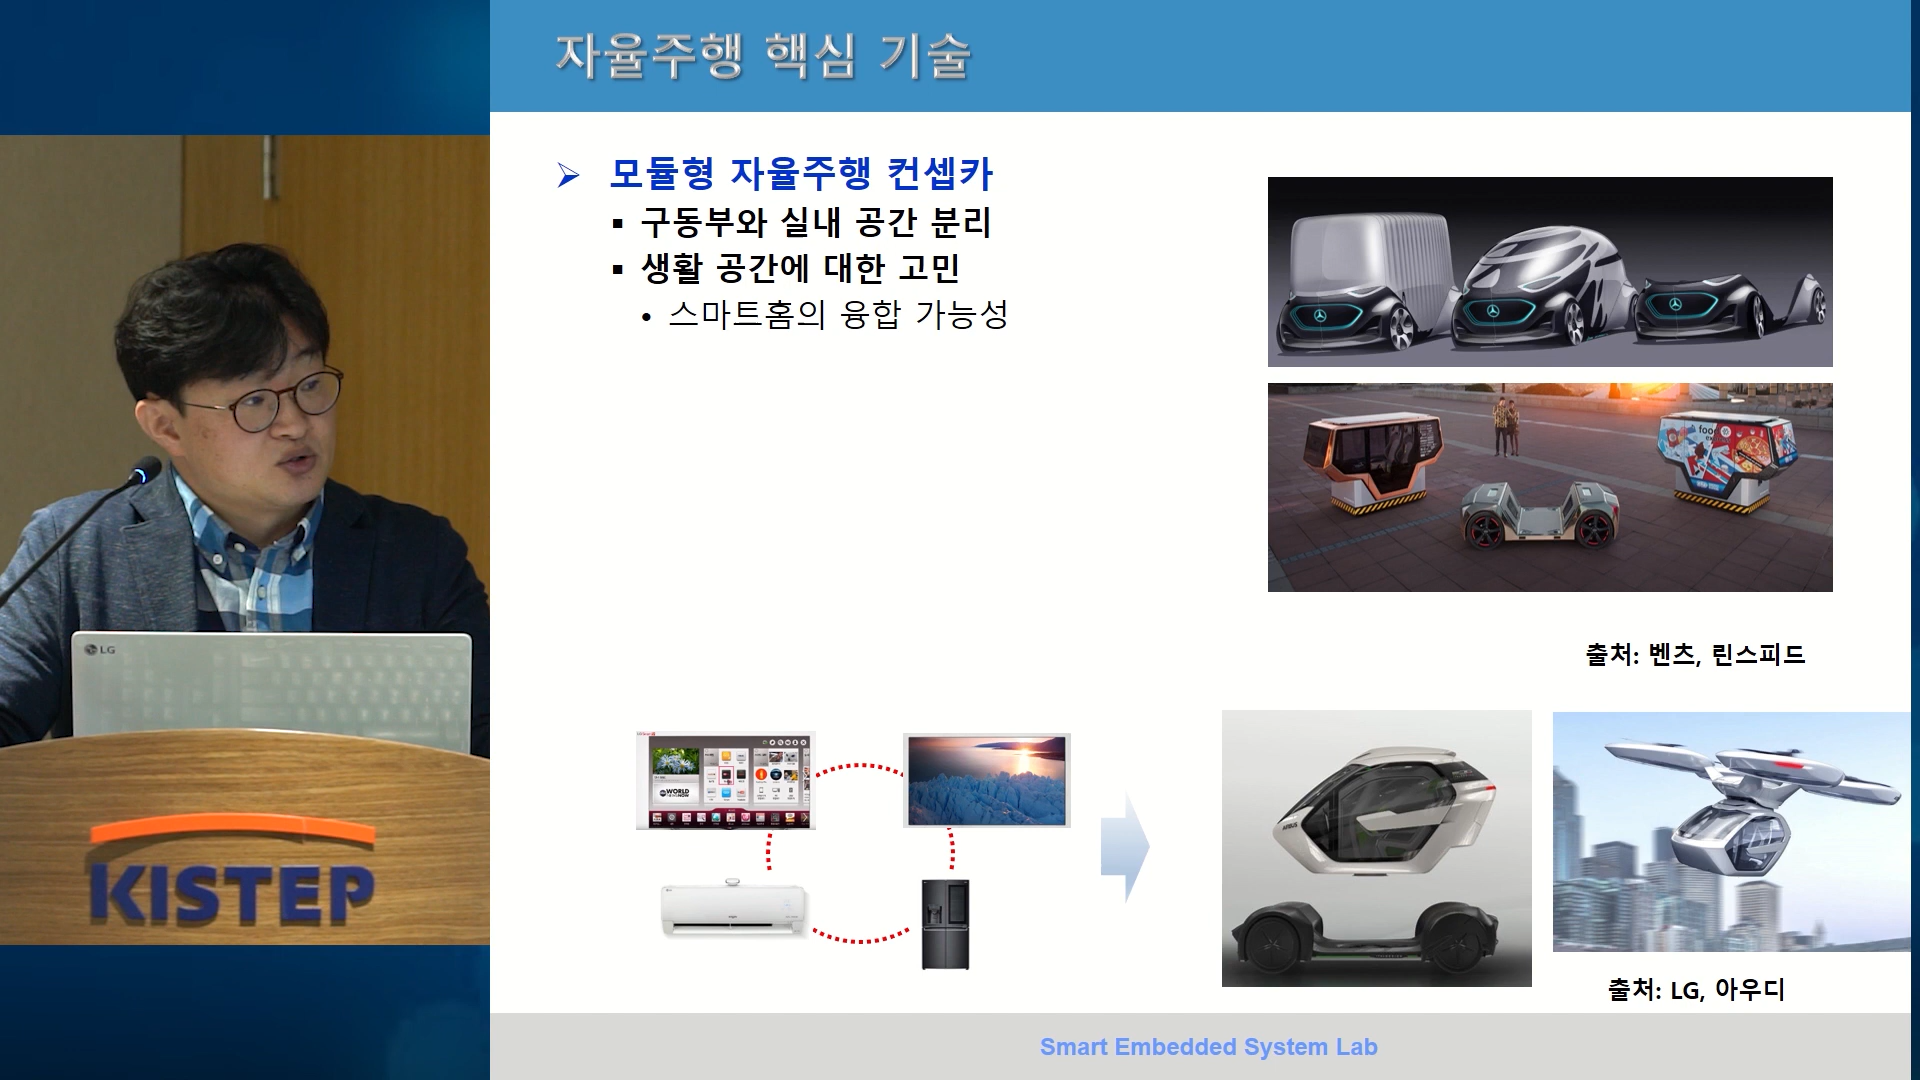 자율주행 핵심 기술
모듈형 자율주행 컨셉카
구동부와 실내 공간 분리
생활 공간에 대한 고민
스마트홈의 융합 가능성
출처: 벤츠, 린스피드
출처: LG, 아우디
Smart Embedded System Lab
LG
KISTEP
WORLD
food
AIRBUS